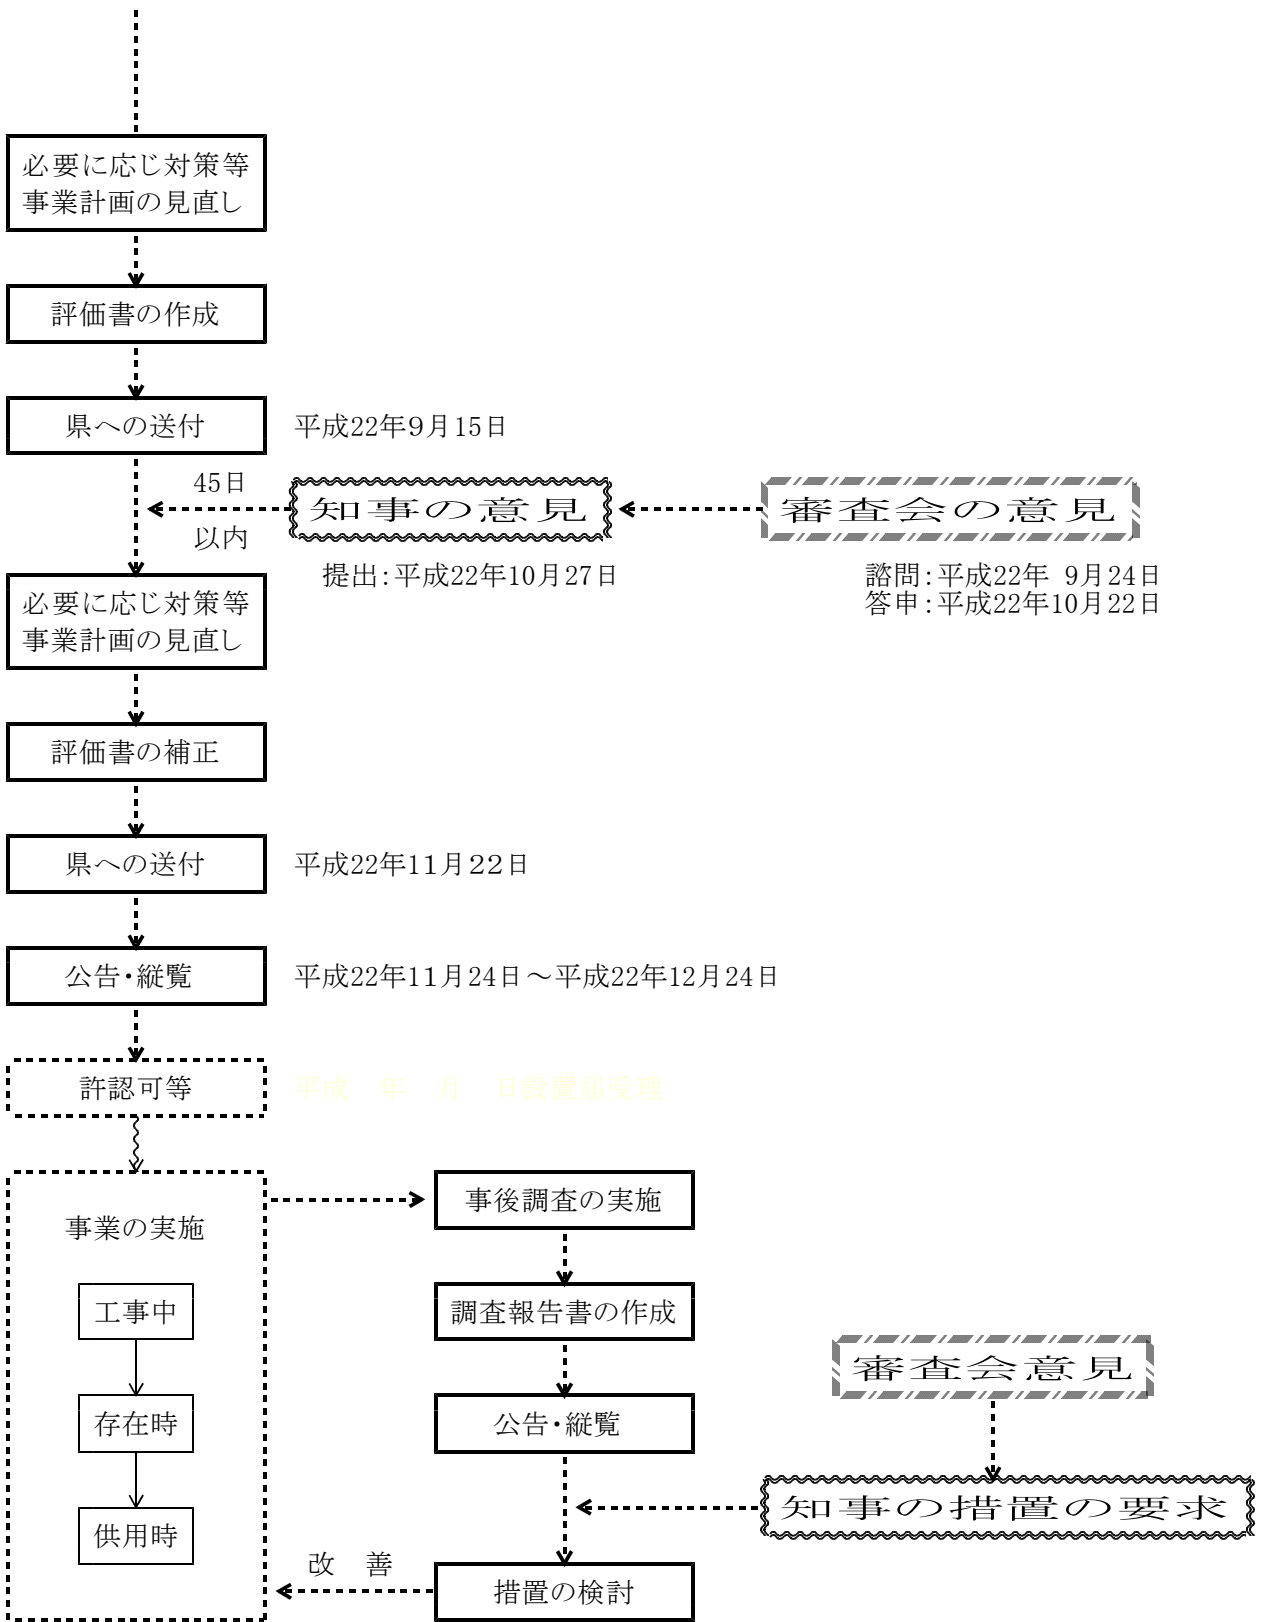 必要に応じ対策等
事業計画の見直し
評価書の作成
県への送付
平成22年9月15日
45日
以内
知事の意見
審査会の意見
提出：平成22年10月27日
諮問：平成22年 9月24日
答申：平成22年10月22日
必要に応じ対策等
事業計画の見直し
評価書の補正
県への送付
平成22年11月22日
公告・縦覧
平成22年11月24日～平成22年12月24日
許認可等
平成　年　月　日設置届受理
事業の実施
工事中
存在時
供用時
事後調査の実施
調査報告書の作成
公告・縦覧
審査会意見
知事の措置の要求
改　善
措置の検討